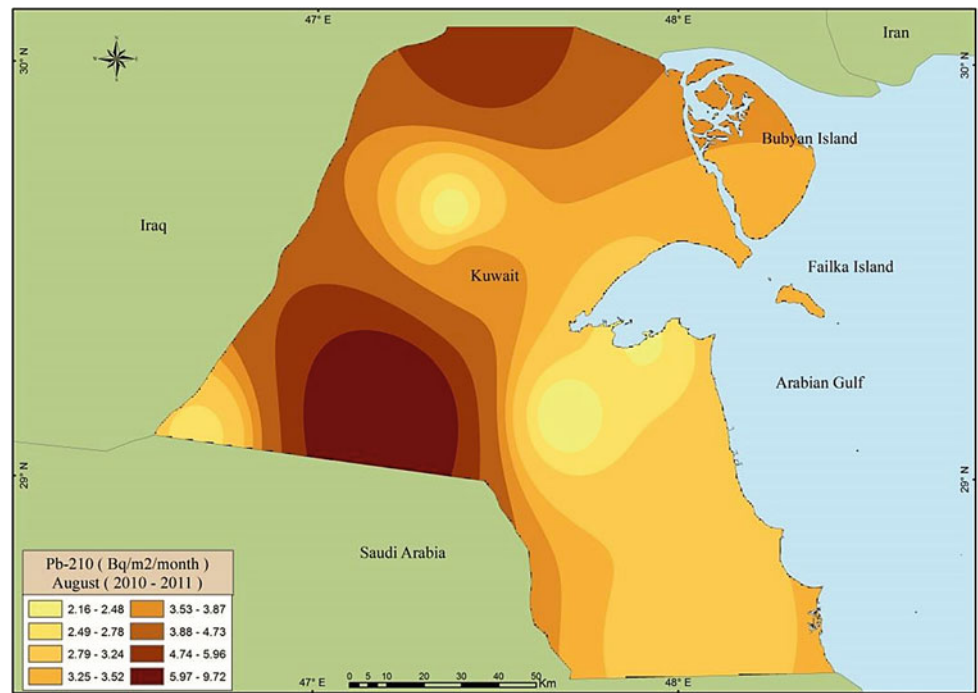 47° E
48° E
30° N
30° N
Iran
Bubyan Island
Iraq
Failka Island
Kuwait
Arabian Gulf
29° N
29° N
Saudi Arabia
Pb-210 ( Bq/m2/month )
August ( 2010 - 2011 )
2.16 - 2.48
3.53 - 3.87
2.49 - 2.78
3.88 - 4.73
2.79 - 3.24
4.74 - 5.96
3.25 - 3.52
5.97 - 9.72
47° E
0 5 10 20 30 40 50 Km
48° E